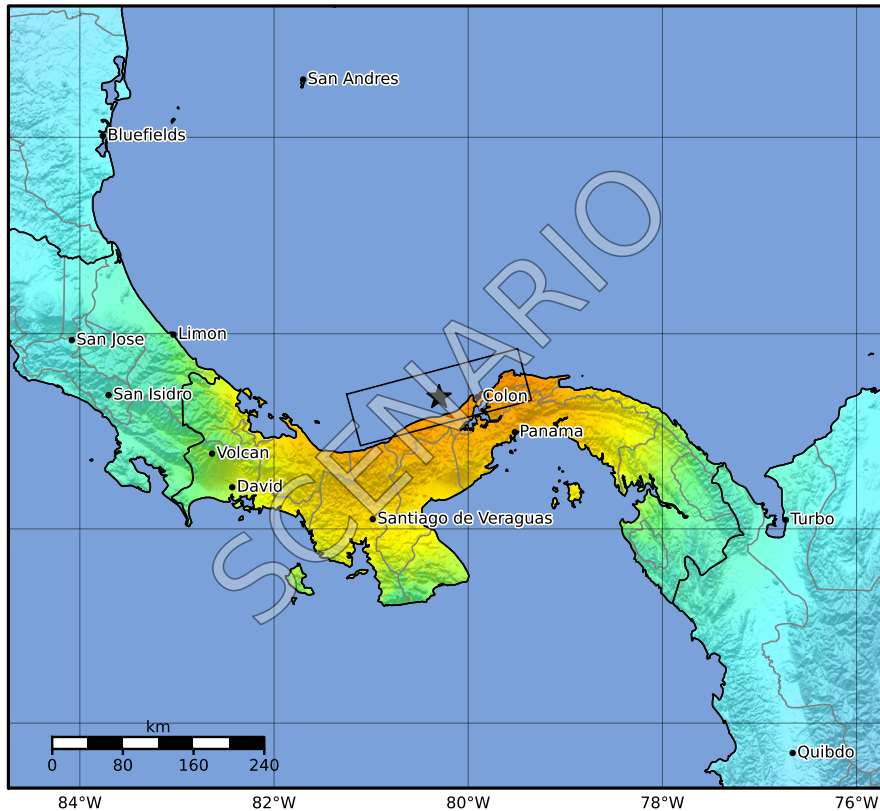 San Andres
Bluefields
San Jose
Limon
San Isidro
Colon
Panama
Volcan
David
Santiago de Veraguas
Turbo
Quibdo
SCENARIO
km
0 80 160 240
84°W 82°W 80°W 78°W 76°W